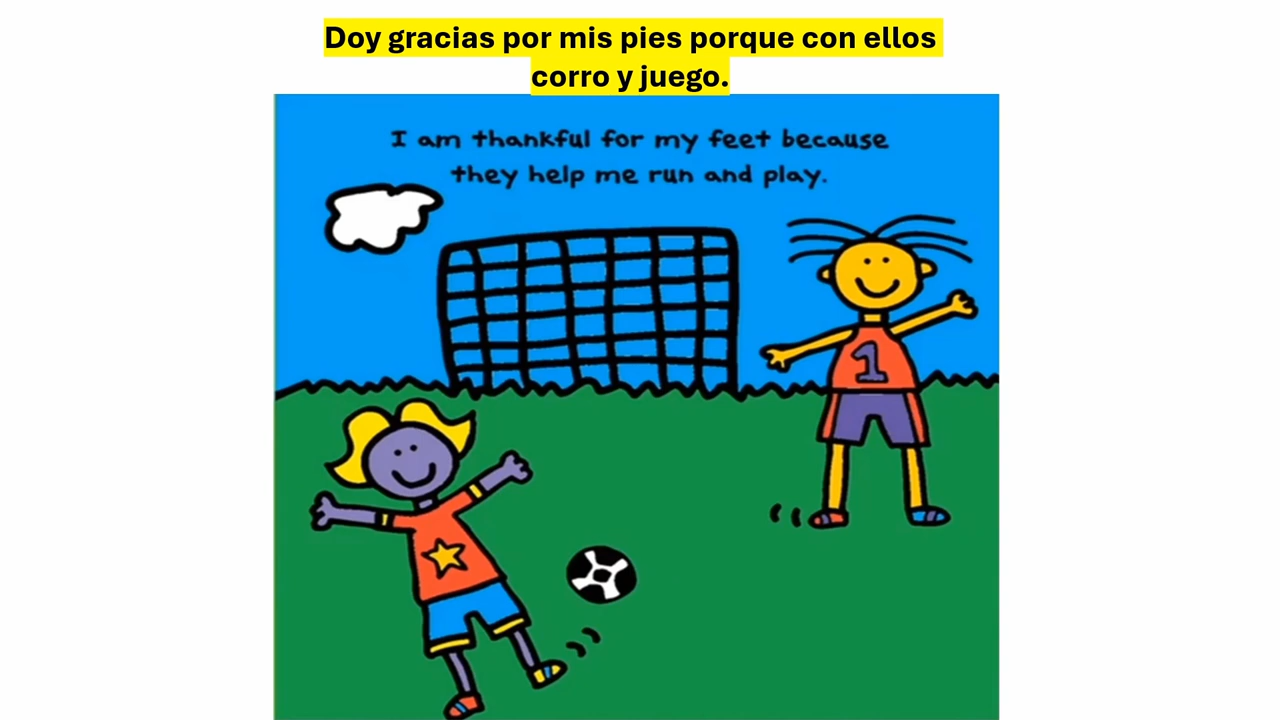 Doy gracias por mis pies porque con ellos
corro y juego.
I am thankful for my feet because
they help me run and play.
1